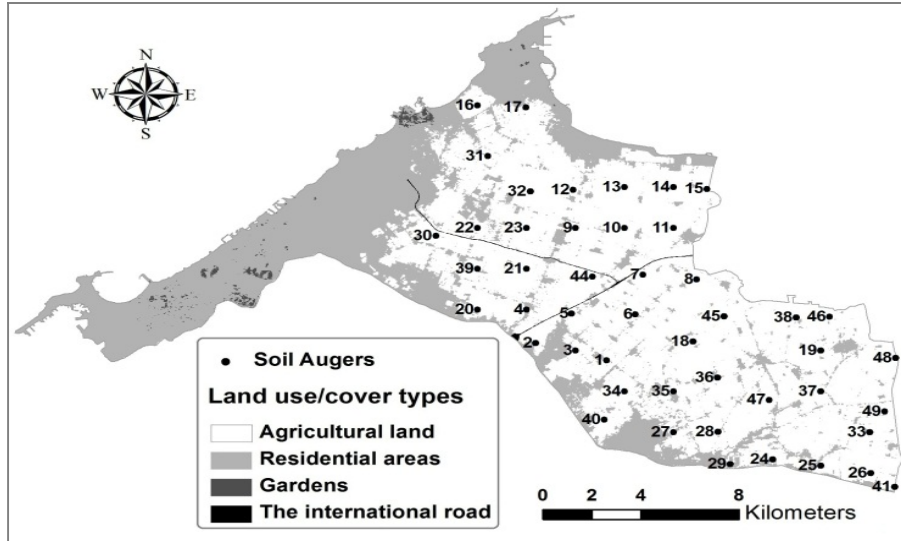 N
W E
S
16 17
31
32 12 13 14 15
22 23 9 10 11
30
39 21 44 7 8
20 4 5 6 45 38 46
2 3 18 19 48
1
34 35 36 47 37
40 27 28 49 33
29 24 25 26 41
Soil Augers
Land use/cover types
Agricultural land
Residential areas
Gardens
The international road
0 2 4 8
Kilometers